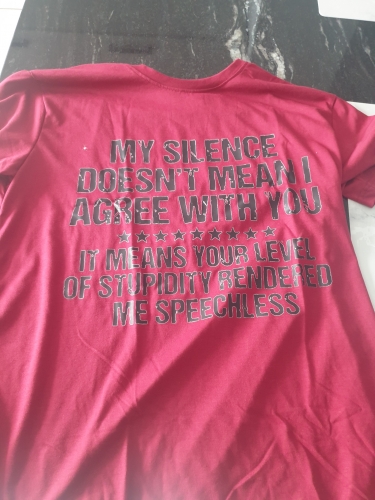 MY SILENCE
DOESN'T MEAN I
AGREE WITH YOU
IT MEANS YOUR LEVEL
OF STUPIDITY RENDERED
ME SPEECHLESS